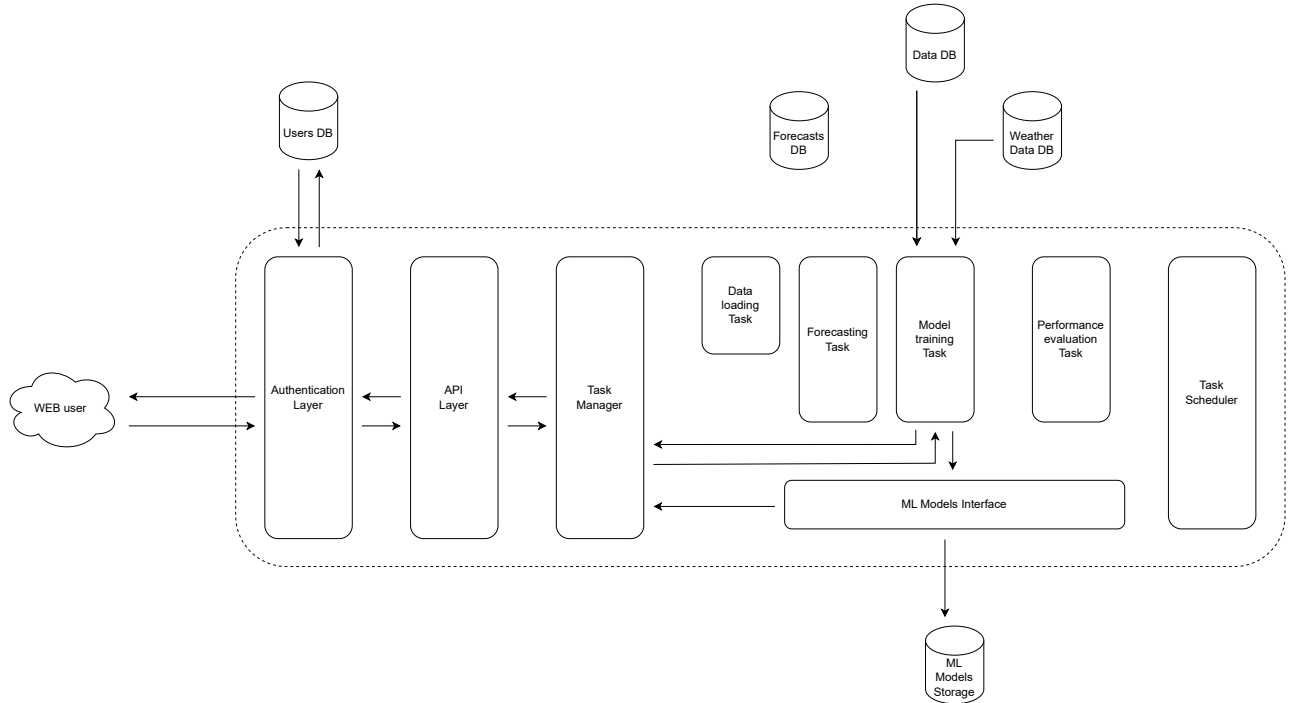 Data DB
Users DB
Forecasts
DB
Weather
Data DB
WEB user
Authentication
Layer
API
Layer
Task
Manager
Data
loading
Task
Forecasting
Task
Model
training
Task
Performance
evaluation
Task
Task
Scheduler
ML Models Interface
ML
Models
Storage